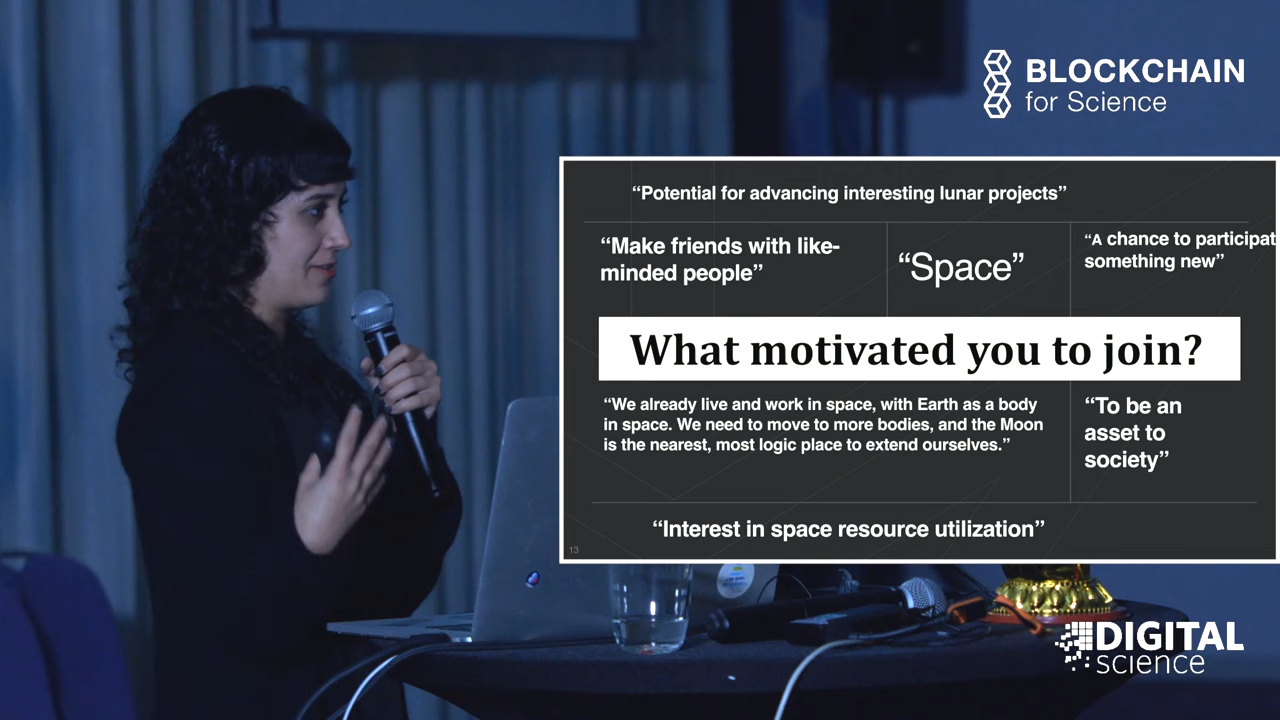 BLOCKCHAIN
for Science
“Potential for advancing interesting lunar projects”
“Make friends with like-
minded people”
“Space”
“A chance to participat
something new”
What motivated you to join?
“We already live and work in space, with Earth as a body
in space. We need to move to more bodies, and the Moon
is the nearest, most logic place to extend ourselves.”
“To be an
asset to
society”
“Interest in space resource utilization”
13
DIGITAL
science